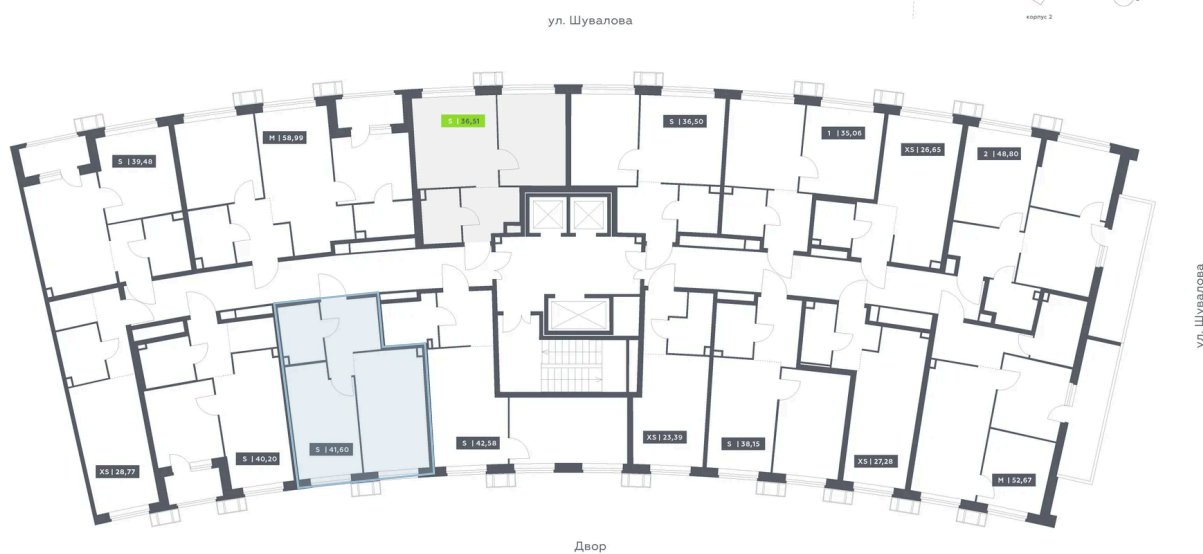 корпус 2
ул. Шувалова
S | 36,51
S | 36,50
1 | 35,06
M | 58,99
XS | 26,65
2 | 48,80
S | 39,48
ул. Шувалова
S | 42,58
XS | 23,39
S | 38,15
S | 41,60
S | 40,20
XS | 27,28
XS | 28,77
M | 52,67
Двор